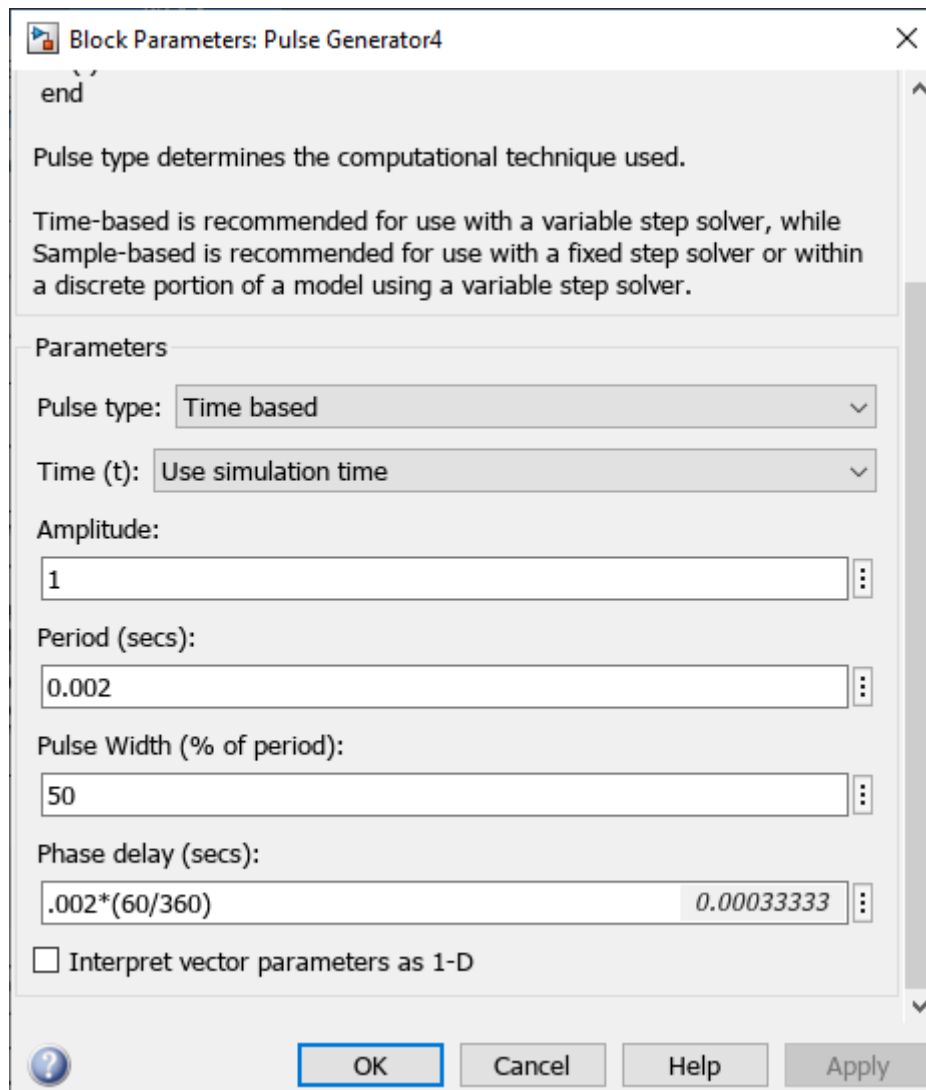 Block Parameters: Pulse Generator4
end
Pulse type determines the computational technique used.
Time-based is recommended for use with a variable step solver, while
Sample-based is recommended for use with a fixed step solver or within
a discrete portion of a model using a variable step solver.
Parameters
Pulse type: Time based
Time (t): Use simulation time
Amplitude:
1
Period (secs):
0.002
Pulse Width (% of period):
50
Phase delay (secs):
.002*(60/360) 0.00033333
Interpret vector parameters as 1-D
OK Cancel Help Apply